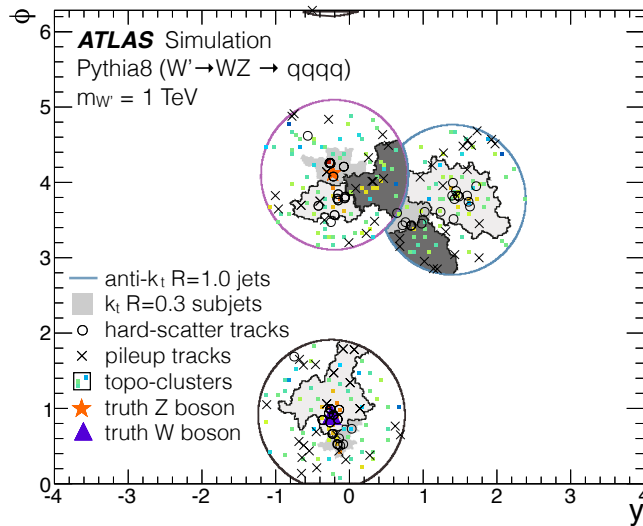 ϕ
6
5
4
3
2
1
0
ATLAS Simulation
Pythia8 (W'→WZ → qqqq)
m_W' = 1 TeV
anti-k_t R=1.0 jets
k_t R=0.3 subjets
hard-scatter tracks
pileup tracks
topo-clusters
truth Z boson
truth W boson
-4 -3 -2 -1 0 1 2 3 4
y